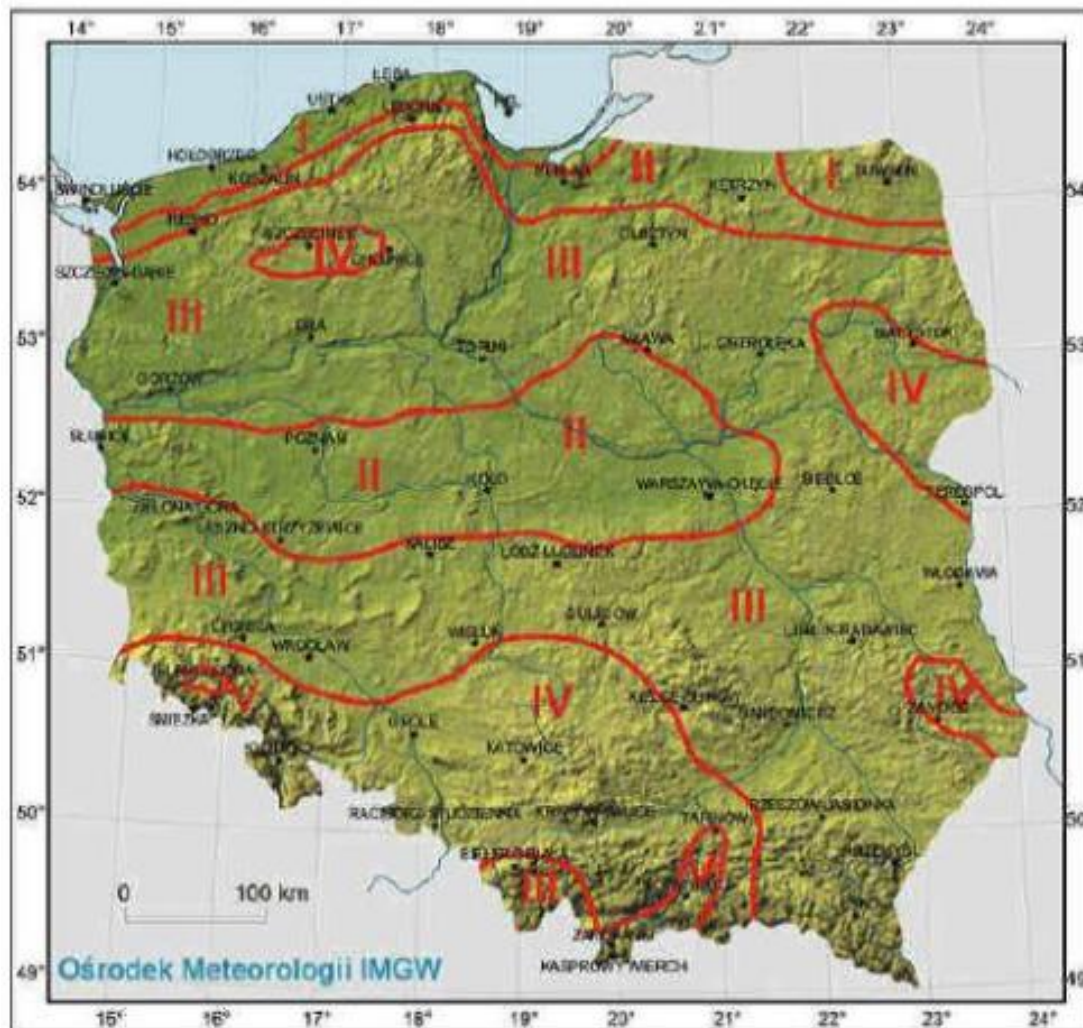 14° 15° 16° 17° 18° 19° 20° 21° 22° 23° 24°
ŁEBA
USTKA
HEL
LĘBORK
I
KOŁOBRZEG
KOSZALIN
II
I
SUWAŁKI
54°
54
ŚWINOUJŚCIE
ELBLĄG
KĘTRZYN
RESKO
SZCZECINEK
OLSZTYN
IV
CHOJNICE
III
SZCZECIN-DĄBIE
III
53°
PIŁA
TORUŃ
MŁAWA
OSTROŁĘKA
BIAŁYSTOK
53
GORZÓW
IV
SŁUBICE
POZNAŃ
II
II
KOŁO
WARSZAWA-OKĘCIE
SIEDLCE
TERESPOL
52°
52
ZIELONA GÓRA
LESZNO-STRZYŻEWICE
KALISZ
ŁÓDŹ LUBLINEK
WŁODAWA
III
III
SULEJÓW
LEGNICA
WROCŁAW
WIELUŃ
LUBLIN-RADAWIEC
51°
51
JELENIA GÓRA
V
IV
KIELCE-SUKÓW
IV
ZAMOŚĆ
SANDOMIERZ
ŚNIEŻKA
OPOLE
KŁODZKO
KATOWICE
50°
50
RACIBÓRZ STUDZIENNA
KRAKÓW-BALICE
TARNÓW
RZESZÓW-JASIONKA
BIELSKO-BIAŁA
PRZEMYŚL
0 100 km
III
V
ZAKOPANE
KASPROWY WIERCH
Ośrodek Meteorologii IMGW
49°
49
15° 16° 17° 18° 19° 20° 21° 22° 23° 24°